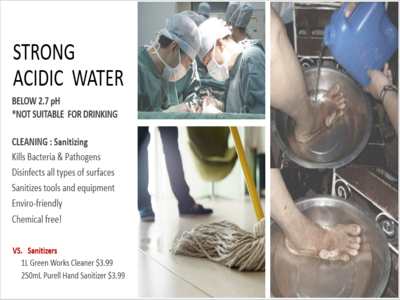 STRONG
ACIDIC WATER
BELOW 2.7 pH
*NOT SUITABLE FOR DRINKING
CLEANING : Sanitizing
Kills Bacteria & Pathogens
Disinfects all types of surfaces
Sanitizes tools and equipment
Enviro-friendly
Chemical free!
VS. Sanitizers
1L Green Works Cleaner $3.99
250mL Purell Hand Sanitizer $3.99